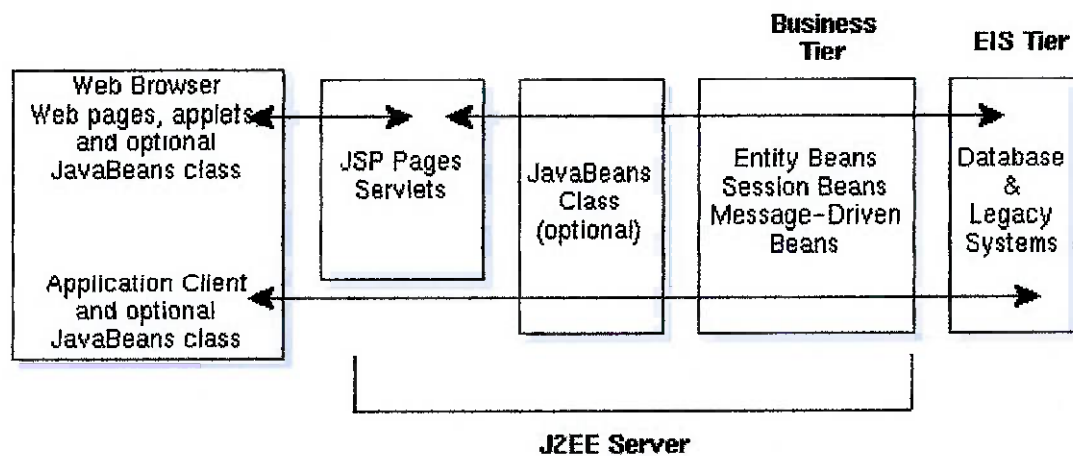 Business
Tier
EIS Tier
Web Browser
Web pages, applets
and optional
JavaBeans class
Application Client
and optional
JavaBeans class
JSP Pages
Servlets
JavaBeans
Class
(optional)
Entity Beans
Session Beans
Message-Driven
Beans
Database
&
Legacy
Systems
J2EE Server